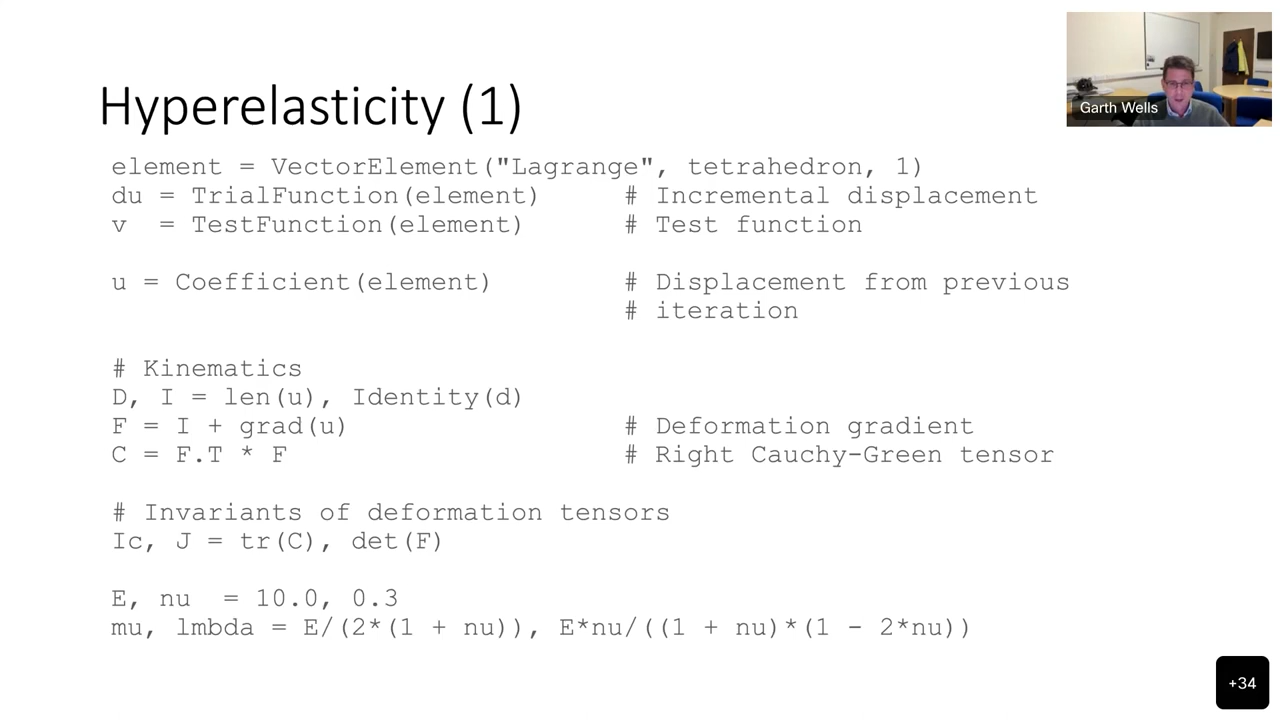 Hyperelasticity (1)
Garth Wells
element = VectorElement("Lagrange", tetrahedron, 1)
du = TrialFunction(element) # Incremental displacement
v = TestFunction(element) # Test function
u = Coefficient(element) # Displacement from previous
# iteration
# Kinematics
D, I = len(u), Identity(d)
F = I + grad(u) # Deformation gradient
C = F.T * F # Right Cauchy-Green tensor
# Invariants of deformation tensors
Ic, J = tr(C), det(F)
E, nu = 10.0, 0.3
mu, lmbda = E/(2*(1 + nu)), E*nu/((1 + nu)*(1 - 2*nu))
+34